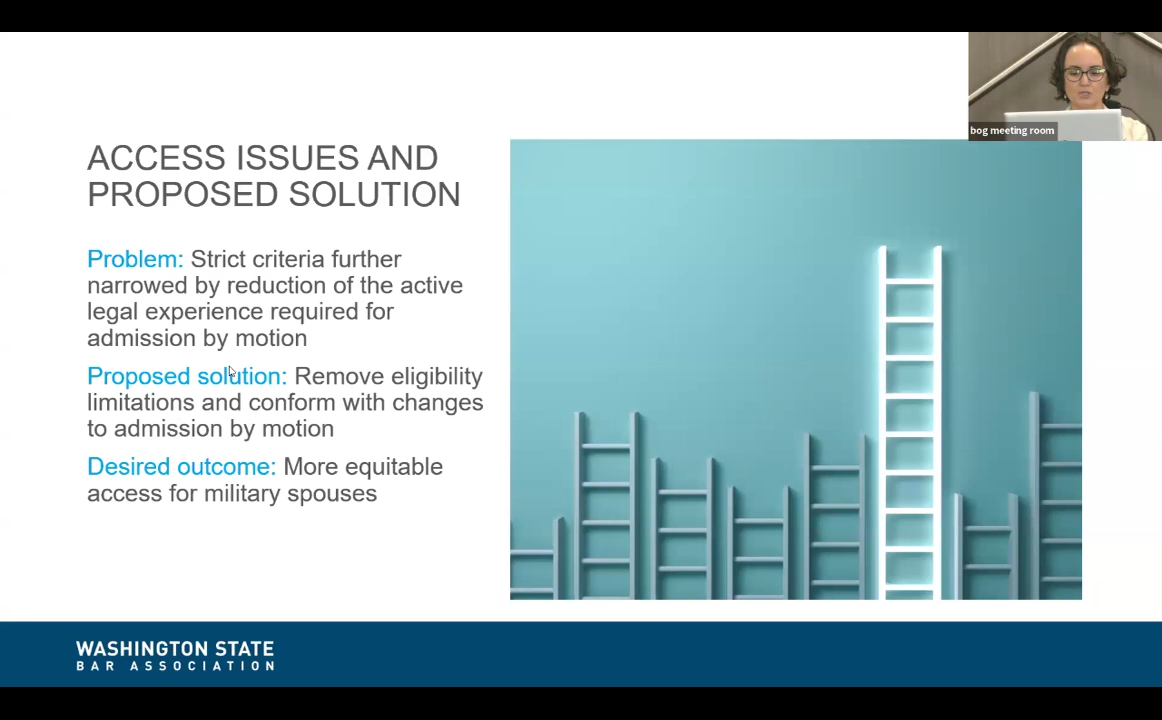 bog meeting room
ACCESS ISSUES AND
PROPOSED SOLUTION
Problem: Strict criteria further
narrowed by reduction of the active
legal experience required for
admission by motion
Proposed solution: Remove eligibility
limitations and conform with changes
to admission by motion
Desired outcome: More equitable
access for military spouses
WASHINGTON STATE
BAR ASSOCIATION